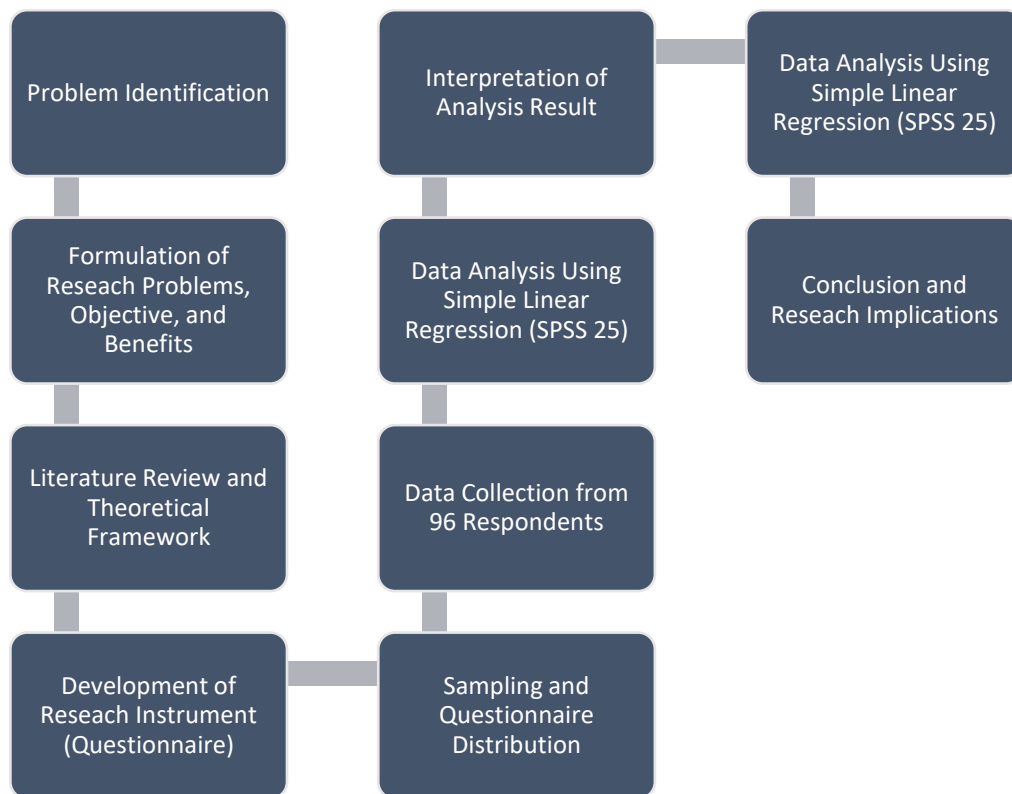 Problem Identification
Formulation of
Reseach Problems,
Objective, and
Benefits
Literature Review and
Theoretical
Framework
Development of
Reseach Instrument
(Questionnaire)
Sampling and
Questionnaire
Distribution
Data Collection from
96 Respondents
Data Analysis Using
Simple Linear
Regression (SPSS 25)
Interpretation of
Analysis Result
Data Analysis Using
Simple Linear
Regression (SPSS 25)
Conclusion and
Reseach Implications